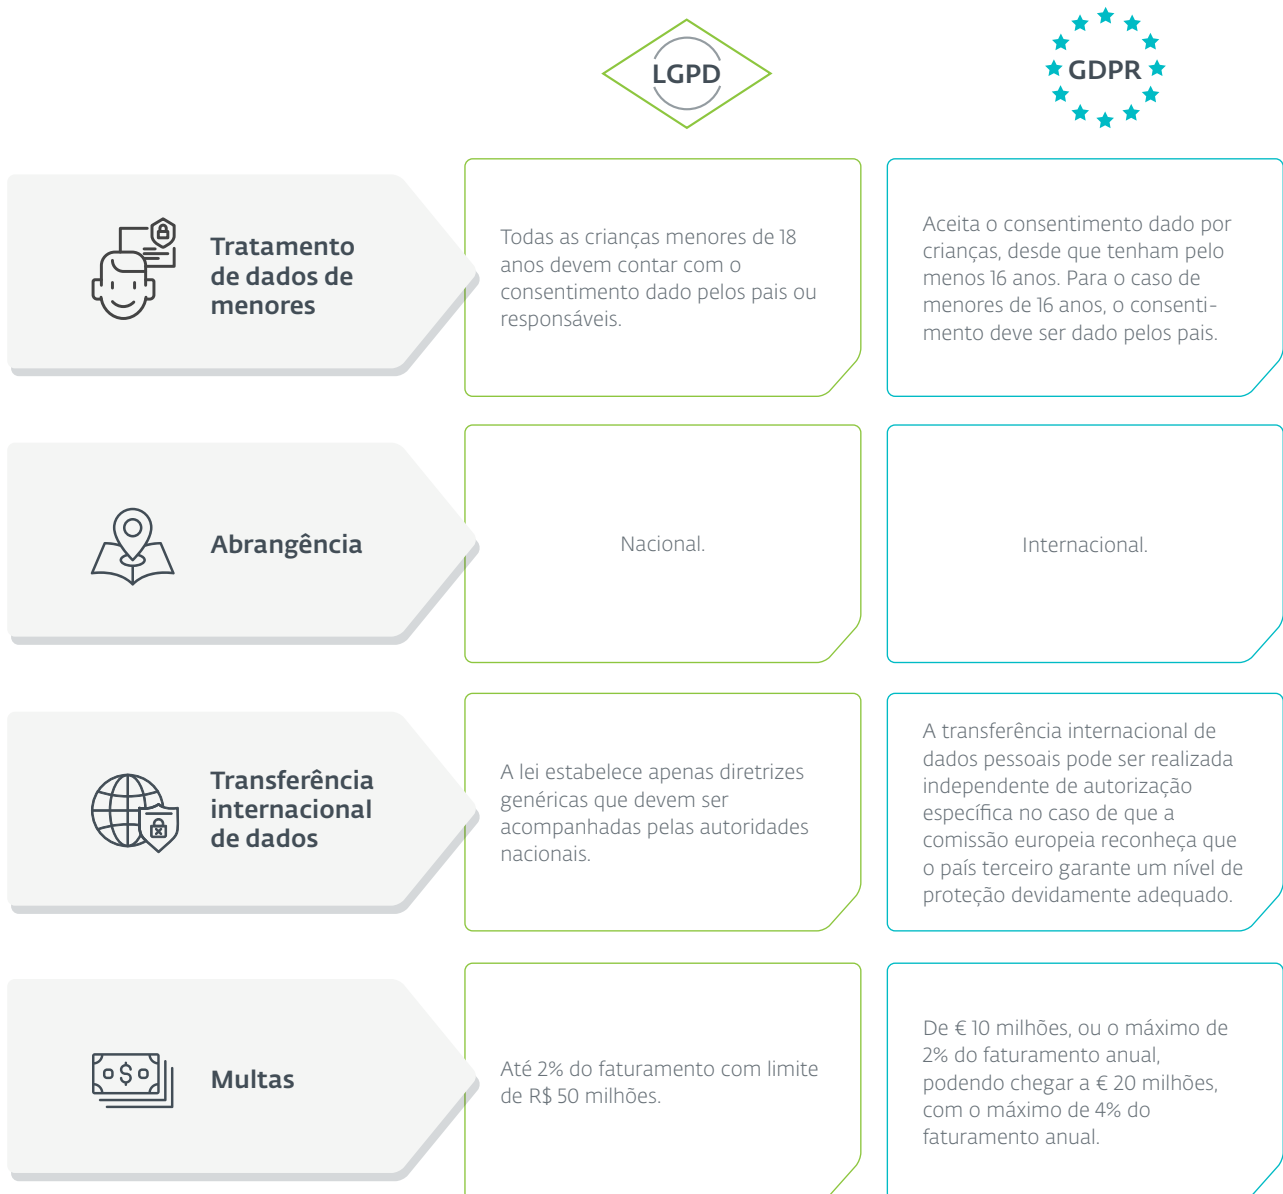 LGPD
GDPR
Tratamento
de dados de
menores
Todas as crianças menores de 18
anos devem contar com o
consentimento dado pelos pais ou
responsáveis.
Aceita o consentimento dado por
crianças, desde que tenham pelo
menos 16 anos. Para o caso de
menores de 16 anos, o consenti-
mento deve ser dado pelos pais.
Abrangência
Nacional.
Internacional.
Transferência
internacional
de dados
A lei estabelece apenas diretrizes
genéricas que devem ser
acompanhadas pelas autoridades
nacionais.
A transferência internacional de
dados pessoais pode ser realizada
independente de autorização
específica no caso de que a
comissão europeia reconheça que
o país terceiro garante um nível de
proteção devidamente adequado.
$
Multas
Até 2% do faturamento com limite
de R$ 50 milhões.
De € 10 milhões, ou o máximo de
2% do faturamento anual,
podendo chegar a € 20 milhões,
com o máximo de 4% do
faturamento anual.